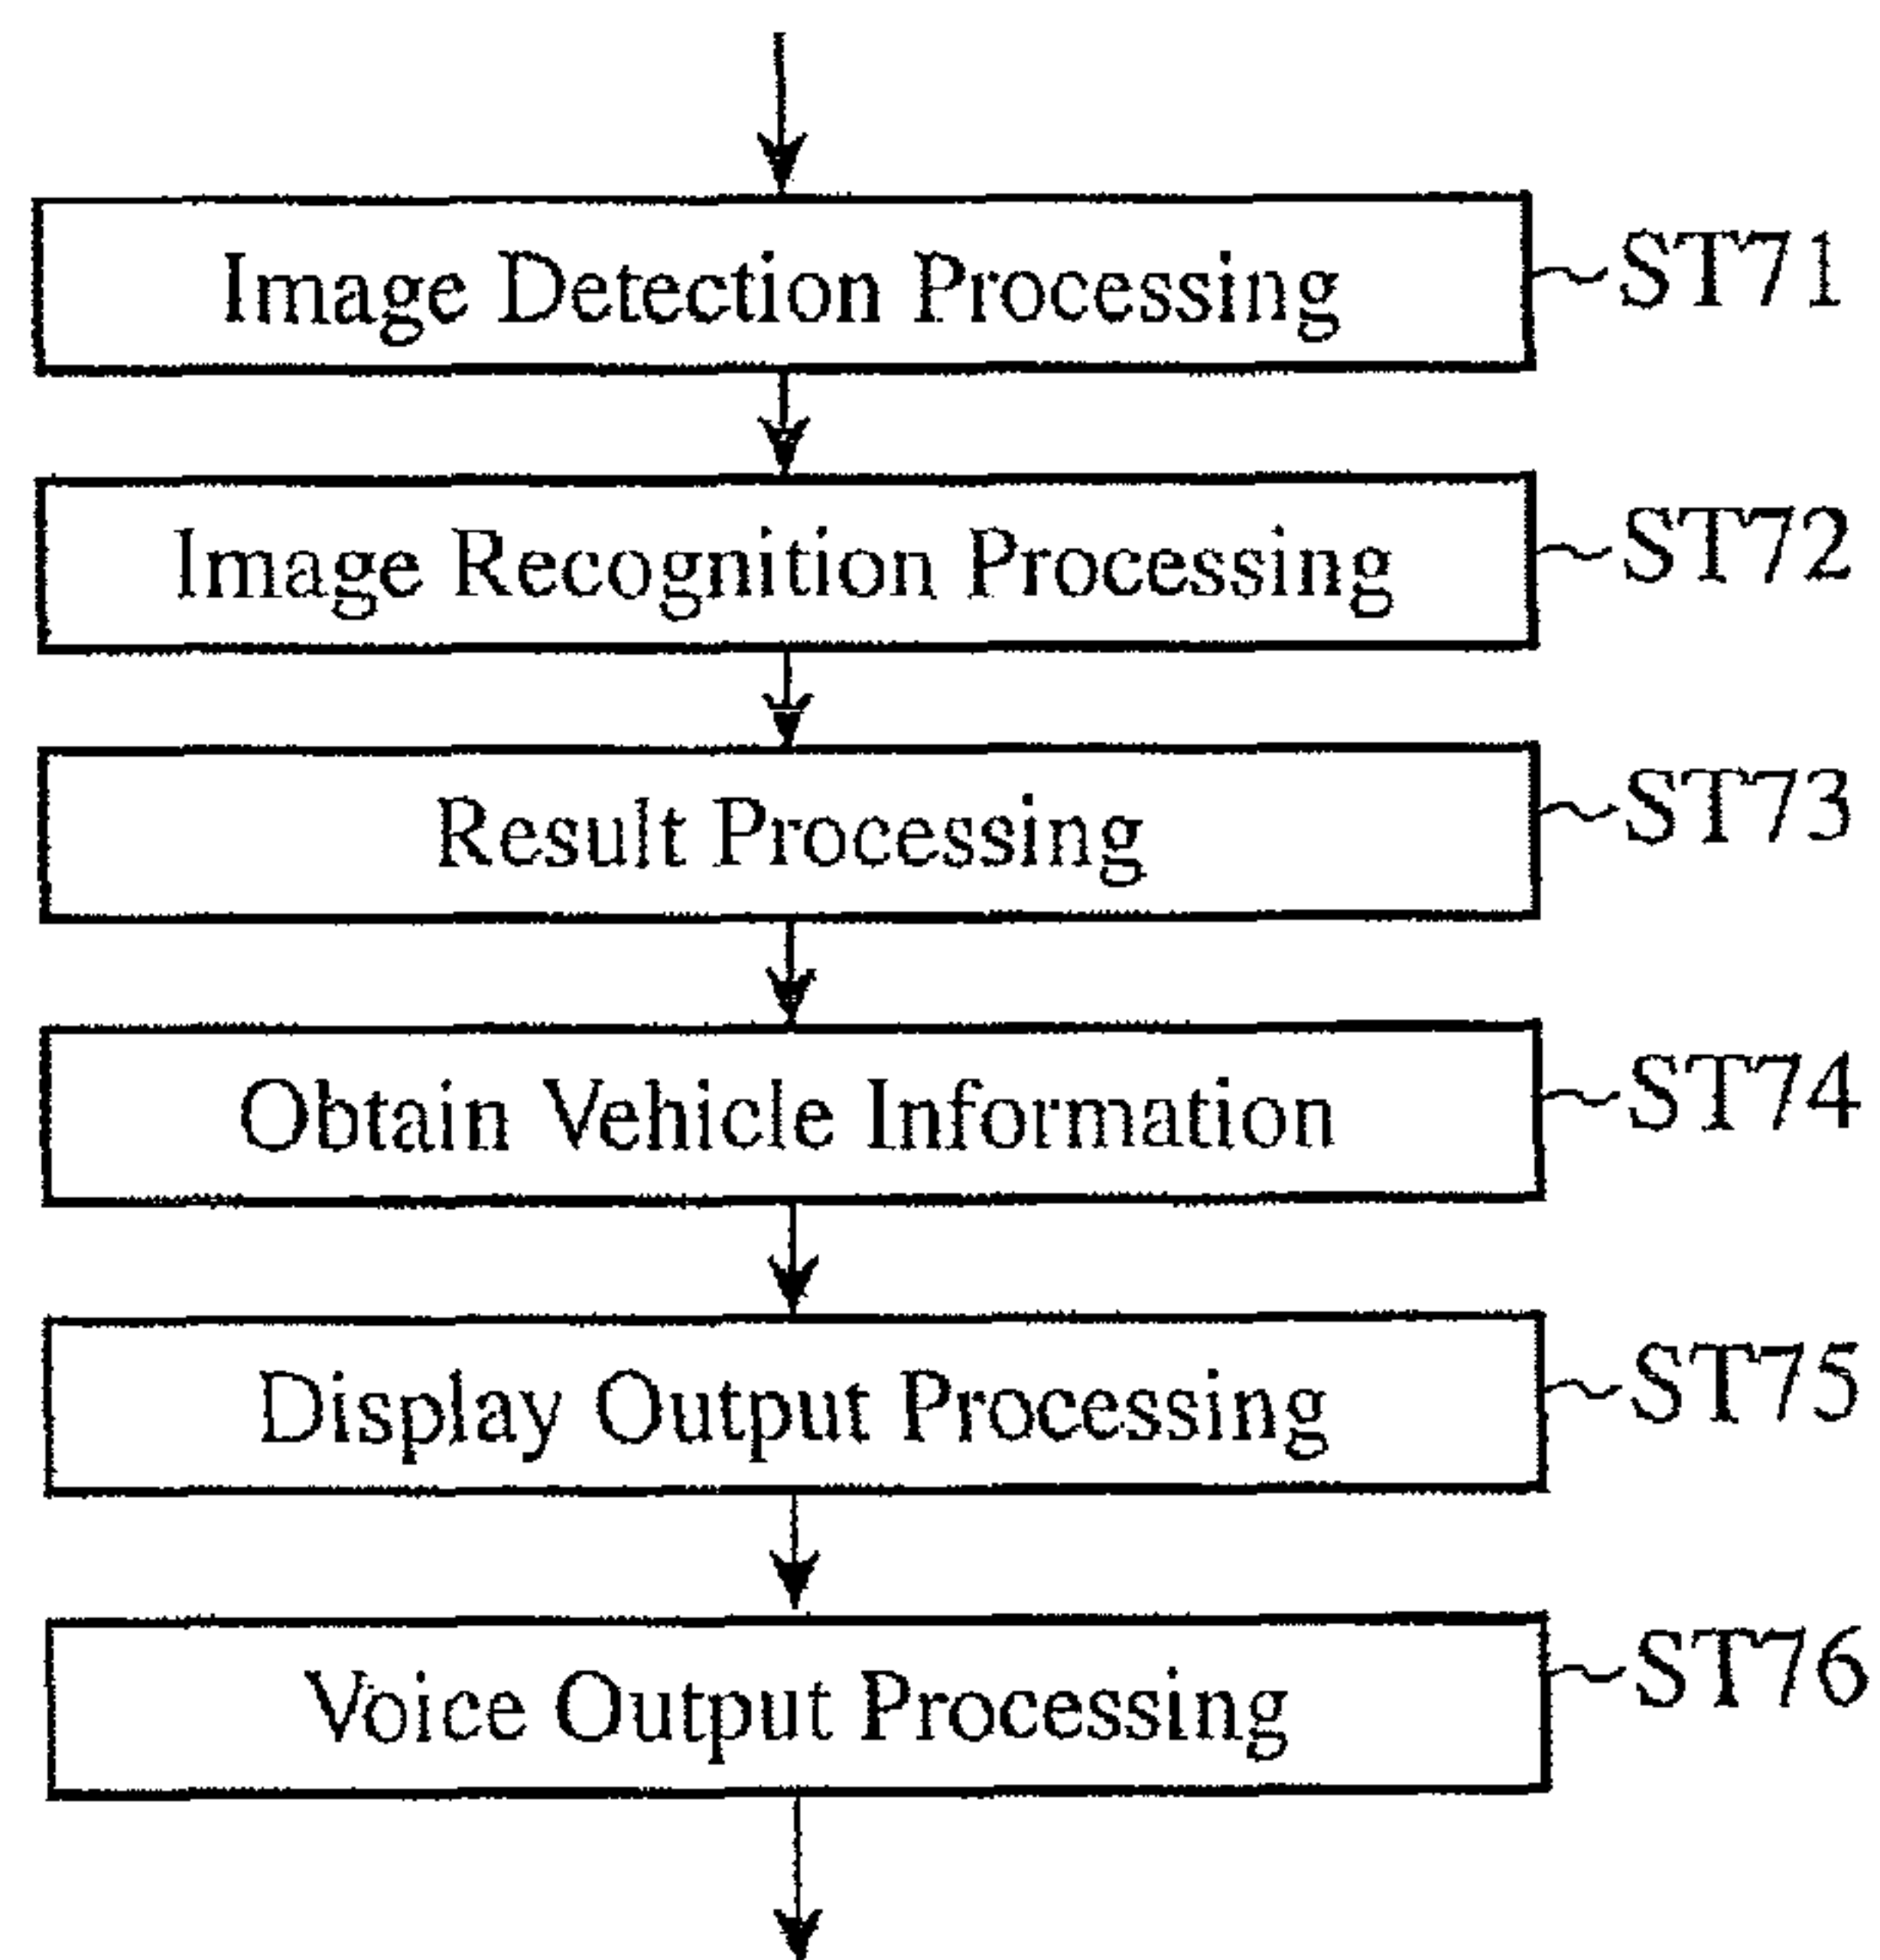 Image Detection Processing ST71
Image Recognition Processing ST72
Result Processing ST73
Obtain Vehicle Information ST74
Display Output Processing ST75
Voice Output Processing ST76